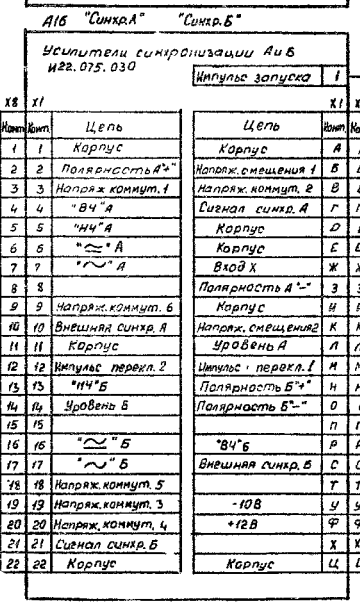 А16 "Синхр.А" "Синхр.Б"
Усилители синхронизации А и Б
И22.075.030
Импульс запуска 1
X8 X1 X1
Конт. Конт. Цепь Цепь Конт.
1 1 Корпус Корпус А
2 2 Полярность А"+" Напряж. смещения 1 Б
3 3 Напряж. коммут. 1 Напряж. коммут. 2 В
4 4 "ВЧ" А Сигнал синхр. А Г
5 5 "НЧ" А Корпус D
6 6 "≃" А Корпус Е
7 7 "~" А Вход X Ж
8 8 Полярность А"-" З
9 9 Напряж. коммут. 6 Корпус И
10 10 Внешняя синхр. А Напряж. смещения 2 К
11 11 Корпус Уровень А Л
12 12 Импульс перекл. 2 Импульс перекл. 1 М
13 13 "НЧ" Б Полярность Б"+" Н
14 14 Уровень Б Полярность Б"-" О
15 15 П
16 16 "≃" Б "ВЧ" Б Р
17 17 "~" Б Внешняя синхр. Б С
18 18 Напряж. коммут. 5 Т
19 19 Напряж. коммут. 3 -10В У
20 20 Напряж. коммут. 4 +12В Ф
21 21 Сигнал синхр. Б Х
22 22 Корпус Корпус Ц